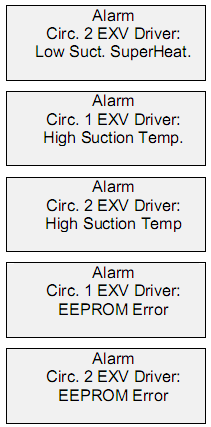 Alarm
Circ. 2 EXV Driver:
Low Suct. SuperHeat.
Alarm
Circ. 1 EXV Driver:
High Suction Temp.
Alarm
Circ. 2 EXV Driver:
High Suction Temp
Alarm
Circ. 1 EXV Driver:
EEPROM Error
Alarm
Circ. 2 EXV Driver:
EEPROM Error